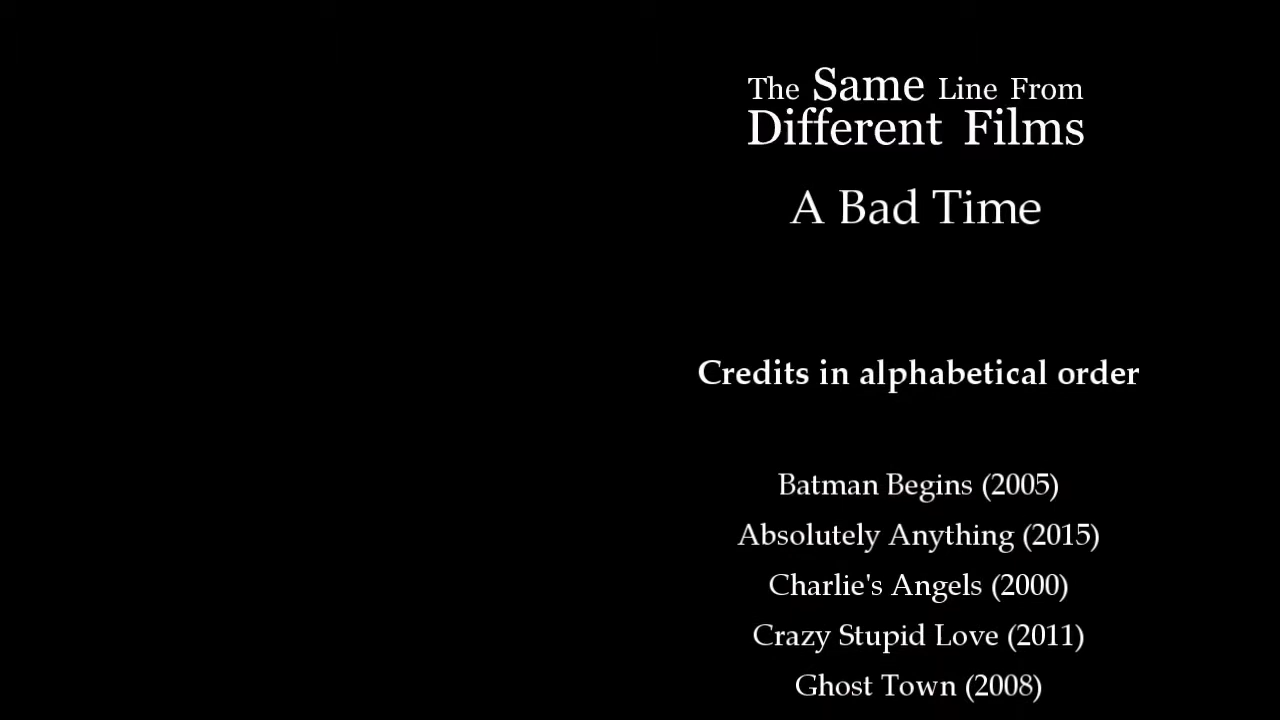 The Same Line From
Different Films
A Bad Time
Credits in alphabetical order
Batman Begins (2005)
Absolutely Anything (2015)
Charlie's Angels (2000)
Crazy Stupid Love (2011)
Ghost Town (2008)